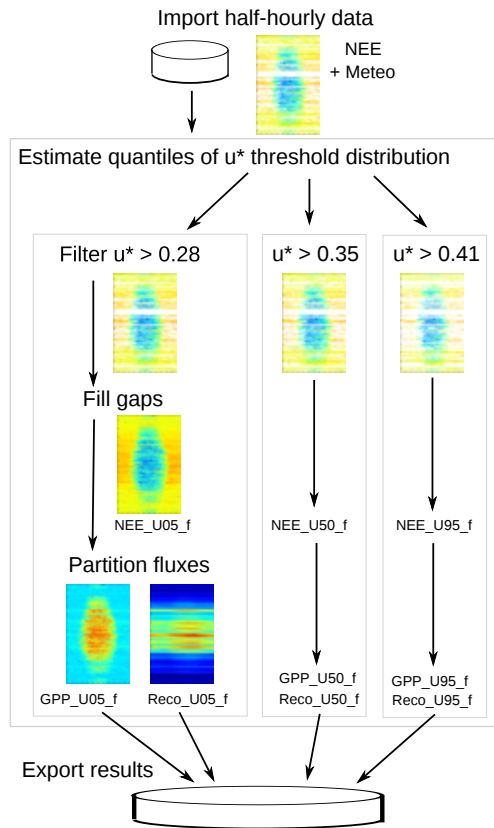 Import half-hourly data
NEE
+ Meteo
Estimate quantiles of u* threshold distribution
Filter u* > 0.28
u* > 0.35
u* > 0.41
Fill gaps
NEE_U05_f
NEE_U50_f
NEE_U95_f
Partition fluxes
GPP_U05_f
Reco_U05_f
GPP_U50_f
Reco_U50_f
GPP_U95_f
Reco_U95_f
Export results